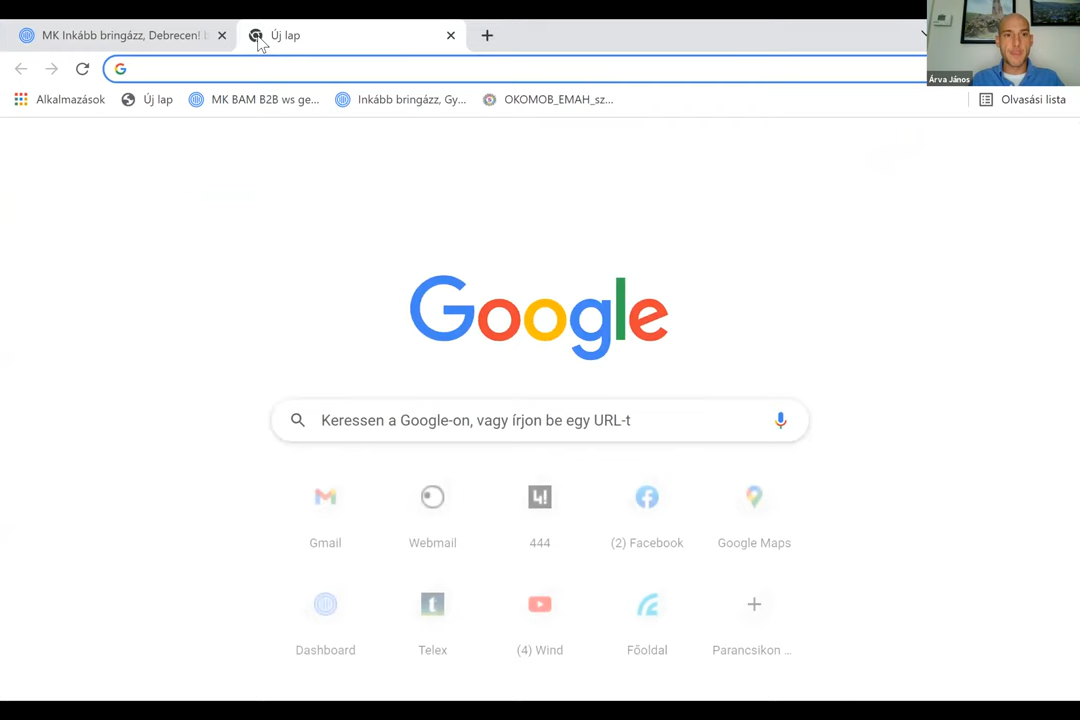 MK Inkább bringázz, Debrecen!
Új lap
Árva János
Alkalmazások
Új lap
MK BAM B2B ws ge...
Inkább bringázz, Gy...
OKOMOB_EMAH_sz...
Olvasási lista
Google
Keressen a Google-on, vagy írjon be egy URL-t
Gmail
Webmail
444
(2) Facebook
Google Maps
Dashboard
Telex
(4) Wind
Főoldal
Parancsikon ...